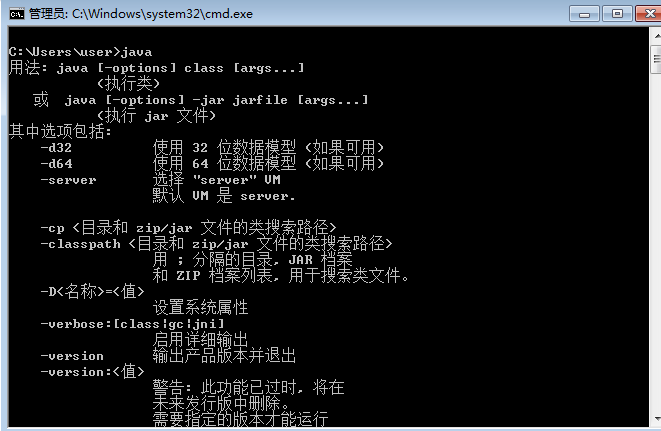 管理员: C:\Windows\system32\cmd.exe
C:\Users\user>java
用法: java [-options] class [args...]
(执行类)
或 java [-options] -jar jarfile [args...]
(执行 jar 文件)
其中选项包括:
-d32 使用 32 位数据模型 (如果可用)
-d64 使用 64 位数据模型 (如果可用)
-server 选择 "server" VM
默认 VM 是 server.
-cp <目录和 zip/jar 文件的类搜索路径>
-classpath <目录和 zip/jar 文件的类搜索路径>
用 ; 分隔的目录, JAR 档案
和 ZIP 档案列表, 用于搜索类文件。
-D<名称>=<值>
设置系统属性
-verbose:[class|gc|jni]
启用详细输出
-version 输出产品版本并退出
-version:<值>
警告: 此功能已过时, 将在
未来发行版中删除。
需要指定的版本才能运行